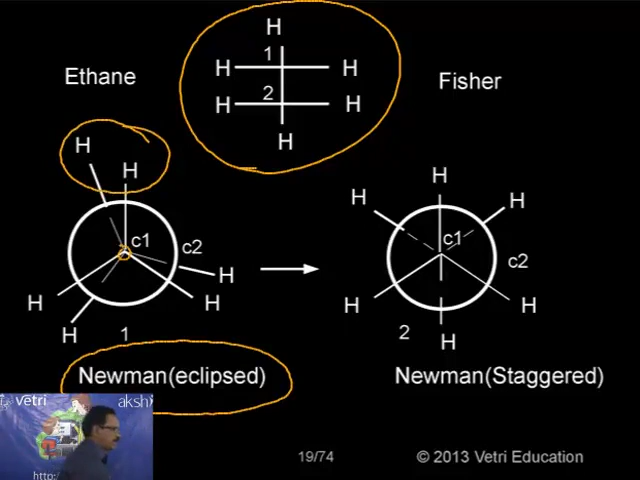 H
1
H H
Ethane
Fisher
2
H H
H
H
H
c1
c2
H
H
H
H
1
H
H
H
c1
c2
H
H
2
H
Newman(eclipsed)
Newman(Staggered)
vetri
http:
19/74
© 2013 Vetri Education